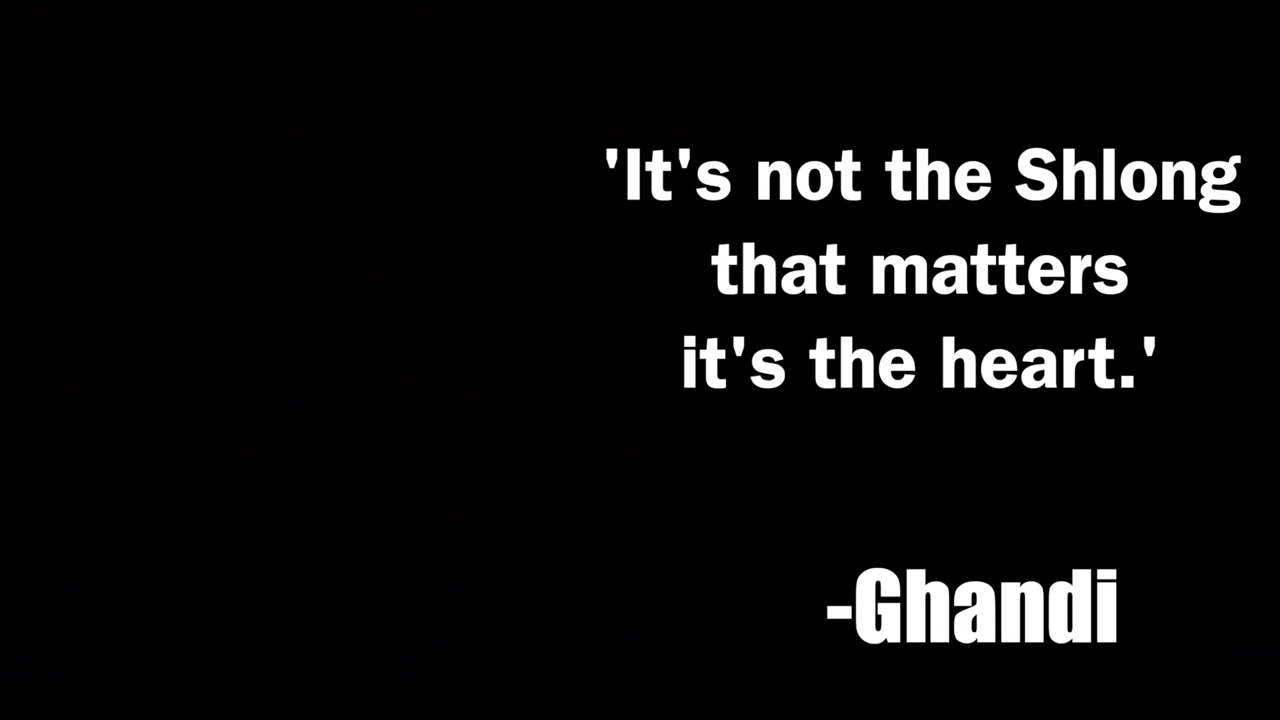 'It's not the Shlong
that matters
it's the heart.'
-Ghandi